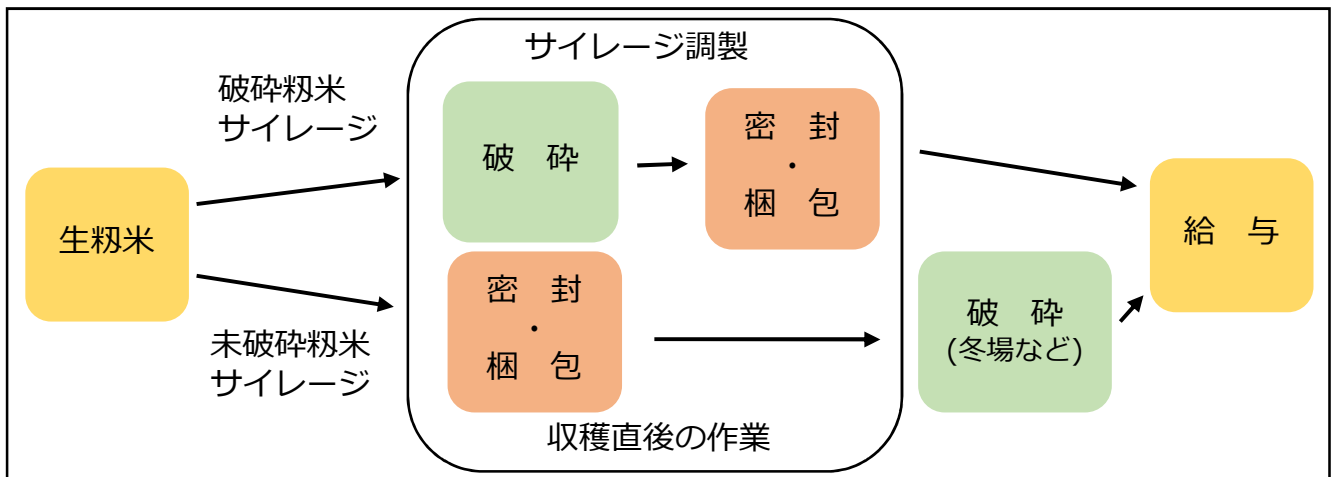 サイレージ調製
破砕籾米
サイレージ
生籾米
破　砕
密　封
・
梱　包
給　与
未破砕籾米
サイレージ
密　封
・
梱　包
破　砕
(冬場など)
収穫直後の作業